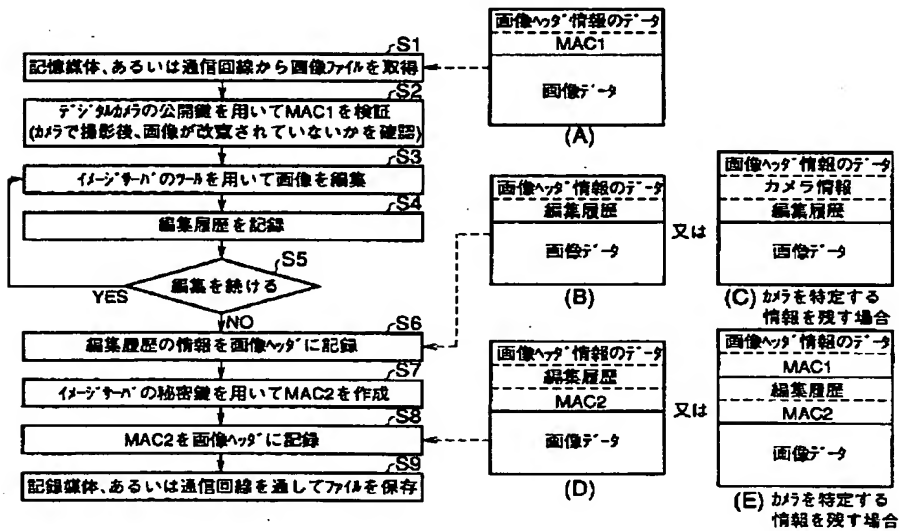 S1
記憶媒体、あるいは通信回線から画像ファイルを取得
S2
デジタルカメラの公開鍵を用いてMAC1を検証
(カメラで撮影後、画像が改竄されていないかを確認)
S3
イメージサーバのツールを用いて画像を編集
S4
編集履歴を記録
S5
編集を続ける
YES
NO
S6
編集履歴の情報を画像ヘッダに記録
S7
イメージサーバの秘密鍵を用いてMAC2を作成
S8
MAC2を画像ヘッダに記録
S9
記録媒体、あるいは通信回線を通してファイルを保存
画像ヘッダ情報のデータ
MAC1
画像データ
(A)
画像ヘッダ情報のデータ
編集履歴
画像データ
(B)
又は
画像ヘッダ情報のデータ
カメラ情報
編集履歴
画像データ
(C) カメラを特定する
情報を残す場合
画像ヘッダ情報のデータ
編集履歴
MAC2
画像データ
(D)
又は
画像ヘッダ情報のデータ
MAC1
編集履歴
MAC2
画像データ
(E) カメラを特定する
情報を残す場合